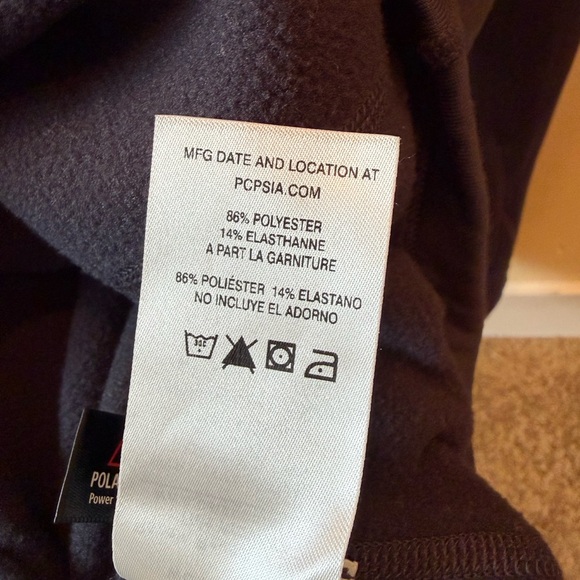 MFG DATE AND LOCATION AT
PCPSIA.COM
86% POLYESTER
14% ELASTHANNE
A PART LA GARNITURE
86% POLIÉSTER 14% ELASTANO
NO INCLUYE EL ADORNO
POLA
Power